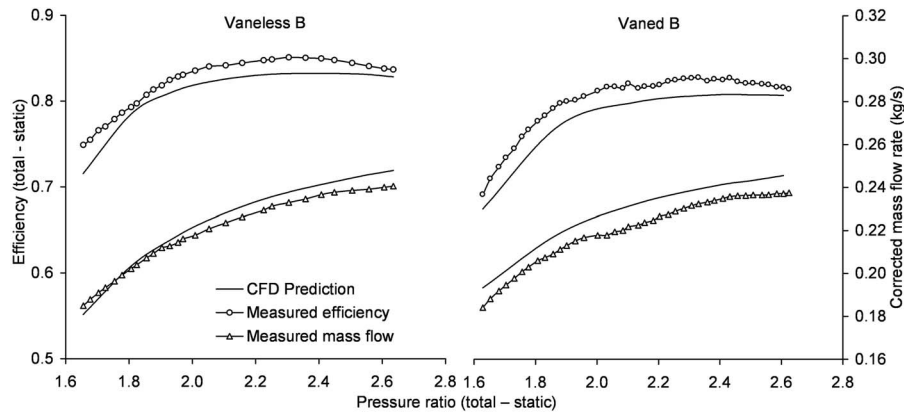 Vaneless B
Vaned B
0.9
0.8
0.7
0.6
0.5
Efficiency (total - static)
0.32
0.30
0.28
0.26
0.24
0.22
0.20
0.18
0.16
Corrected mass flow rate (kg/s)
CFD Prediction
Measured efficiency
Measured mass flow
1.6 1.8 2.0 2.2 2.4 2.6 2.8
1.6 1.8 2.0 2.2 2.4 2.6 2.8
Pressure ratio (total – static)